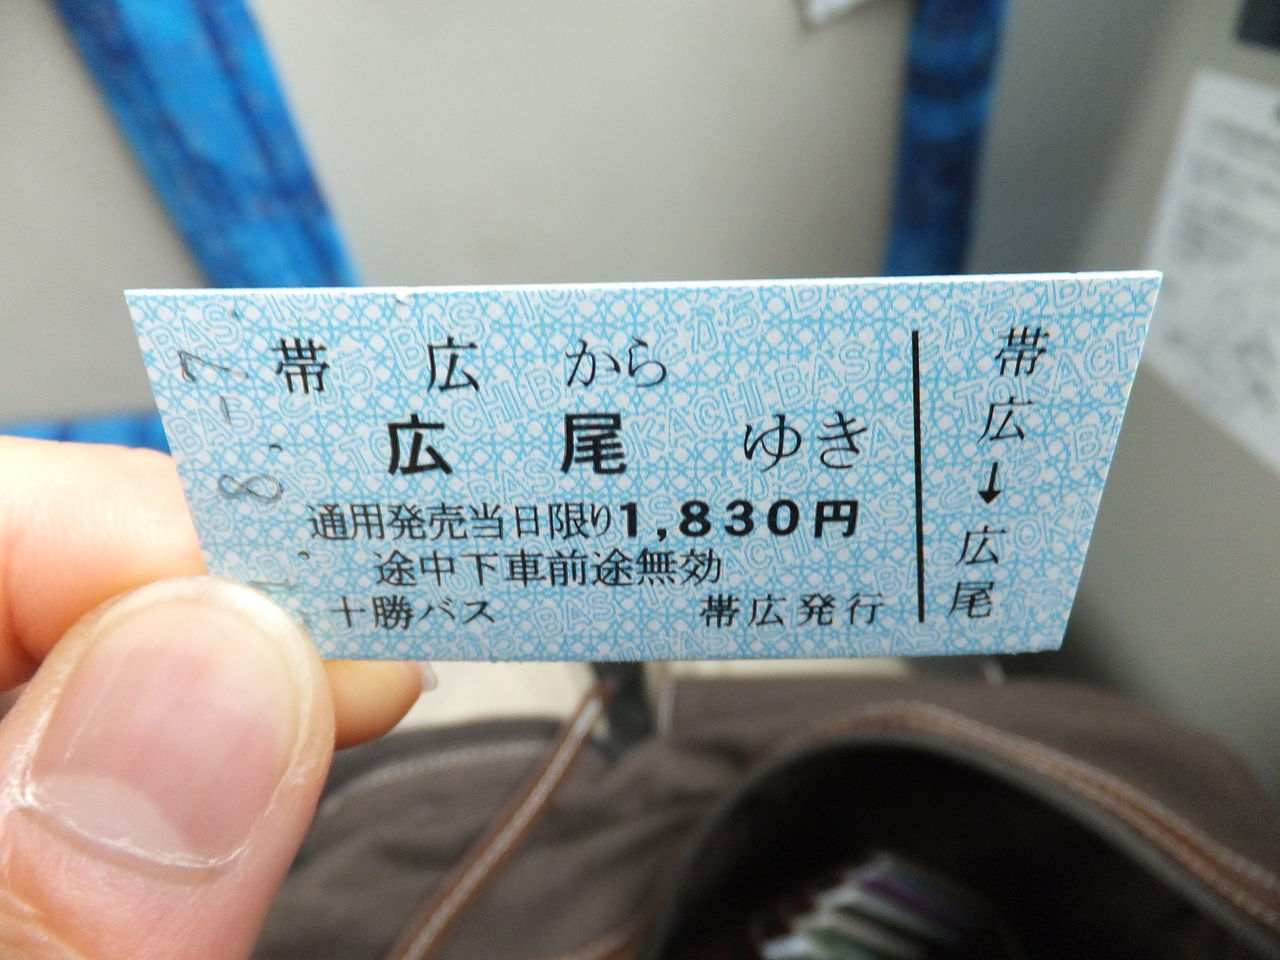 帯広から
広尾ゆき
通用発売当日限り1,830円
途中下車前途無効
十勝バス 帯広発行
帯広→広尾
8.-7